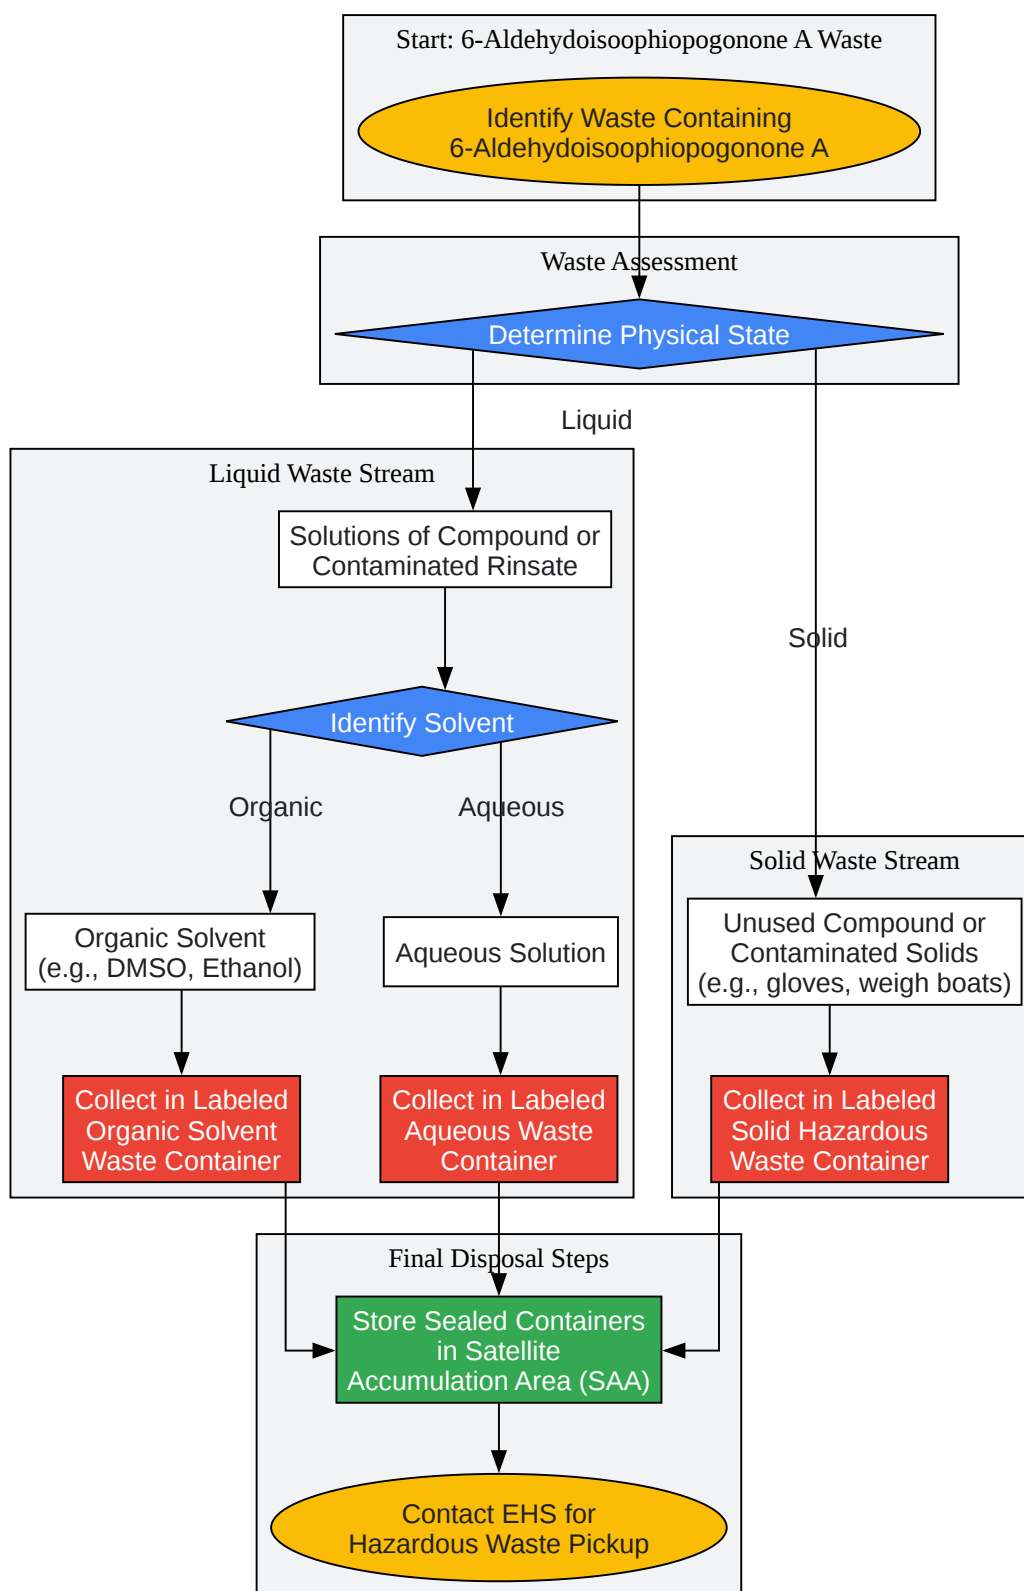 Start: 6-Aldehydoisoophiopogonone A Waste
Identify Waste Containing
6-Aldehydoisoophiopogonone A
Waste Assessment
Determine Physical State
Liquid
Liquid Waste Stream
Solutions of Compound or
Contaminated Rinsate
Solid
Identify Solvent
Organic
Aqueous
Solid Waste Stream
Organic Solvent
(e.g., DMSO, Ethanol)
Aqueous Solution
Unused Compound or
Contaminated Solids
(e.g., gloves, weigh boats)
Collect in Labeled
Organic Solvent
Waste Container
Collect in Labeled
Aqueous Waste
Container
Collect in Labeled
Solid Hazardous
Waste Container
Final Disposal Steps
Store Sealed Containers
in Satellite
Accumulation Area (SAA)
Contact EHS for
Hazardous Waste Pickup